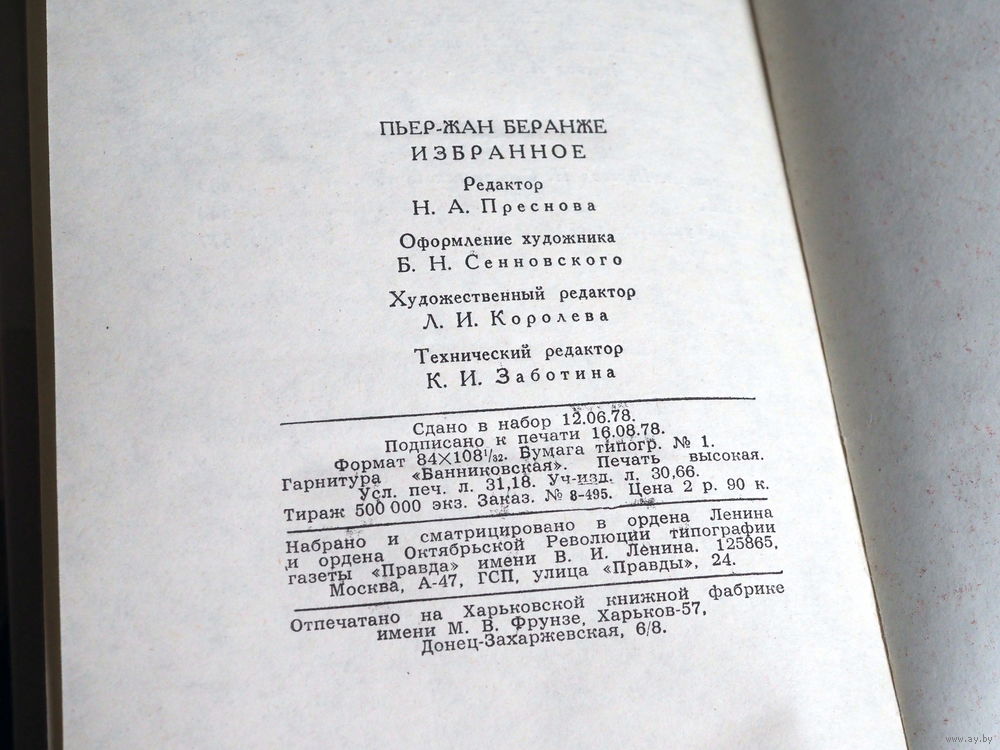 ПЬЕР-ЖАН БЕРАНЖЕ
ИЗБРАННОЕ
Редактор
Н. А. Преснова
Оформление художника
Б. Н. Сенновского
Художественный редактор
Л. И. Королева
Технический редактор
К. И. Заботина
Сдано в набор 12.06.78.
Подписано к печати 16.08.78.
Формат 84×108¹/₃₂. Бумага типогр. № 1.
Гарнитура «Банниковская». Печать высокая.
Усл. печ. л. 31,18. Уч-изд. л. 30,66.
Тираж 500 000 экз. Заказ. № 8-495. Цена 2 р. 90 к.
Набрано и сматрицировано в ордена Ленина
и ордена Октябрьской Революции типографии
газеты «Правда» имени В. И. Ленина. 125865,
Москва, А-47, ГСП, улица «Правды», 24.
Отпечатано на Харьковской книжной фабрике
имени М. В. Фрунзе, Харьков-57,
Донец-Захаржевская, 6/8.
www.ay.by